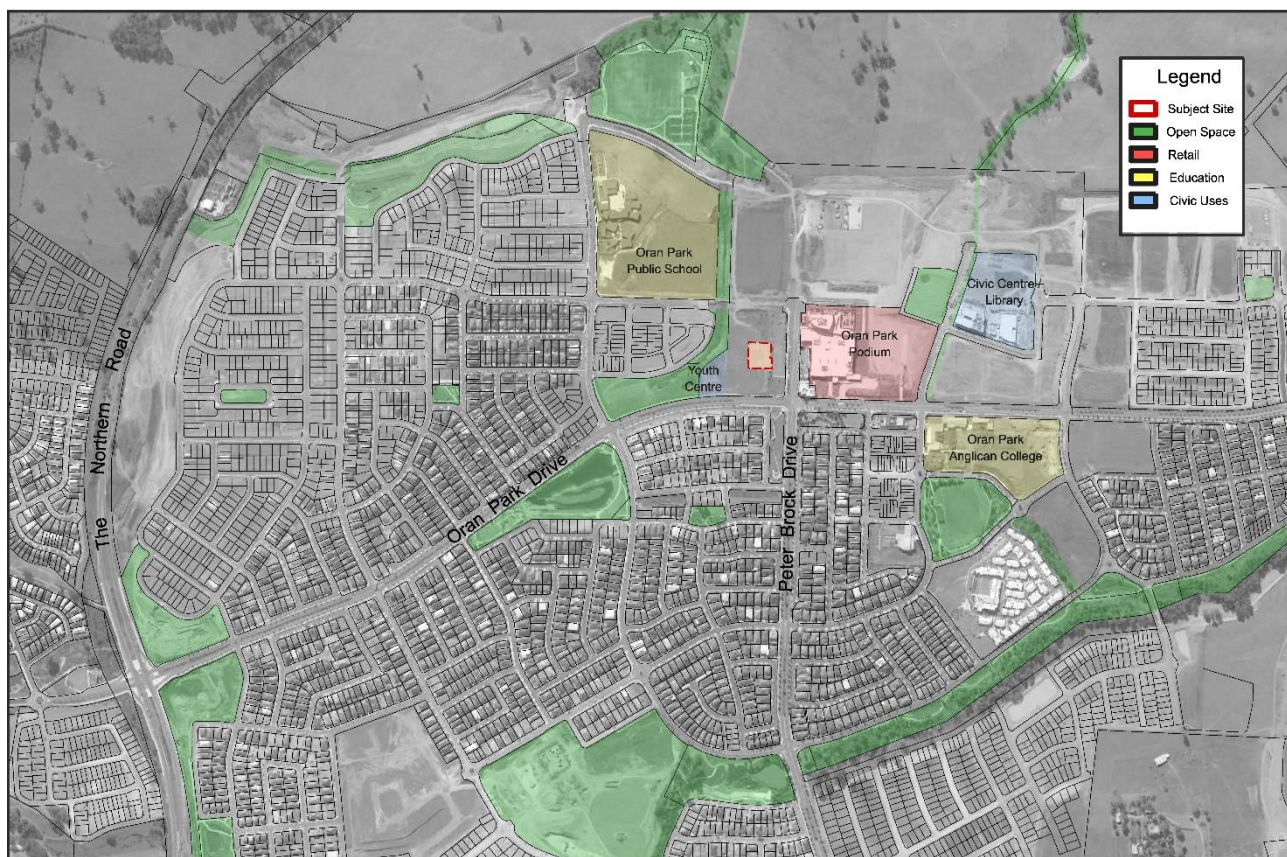 Legend
Subject Site
Open Space
Retail
Education
Civic Uses
Oran Park
Public School
Civic Centre /
Library
Oran Park
Podium
Youth
Centre
The Northern Road
Oran Park Drive
Peter Brock Drive
Oran Park
Anglican College